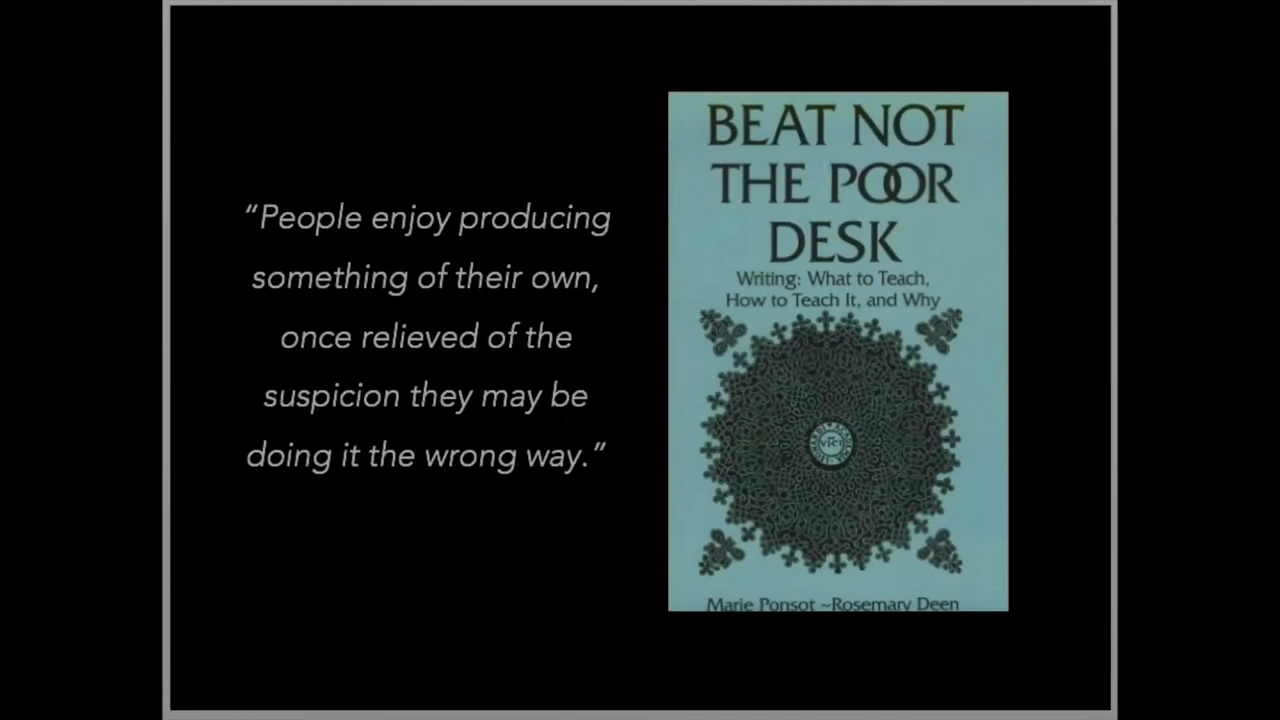 “People enjoy producing
something of their own,
once relieved of the
suspicion they may be
doing it the wrong way.”
BEAT NOT
THE POOR
DESK
Writing: What to Teach,
How to Teach It, and Why
Marie Ponsot ~Rosemary Deen